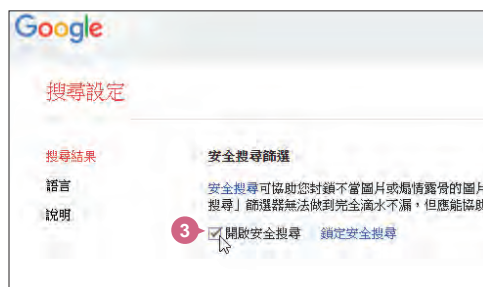 Google
搜尋設定
搜尋結果
語言
說明
安全搜尋篩選
安全搜尋可協助您封鎖不當圖片或煽情露骨的圖片
搜尋」篩選器無法做到完全滴水不漏，但應能協助
3 開啟安全搜尋 鎖定安全搜尋